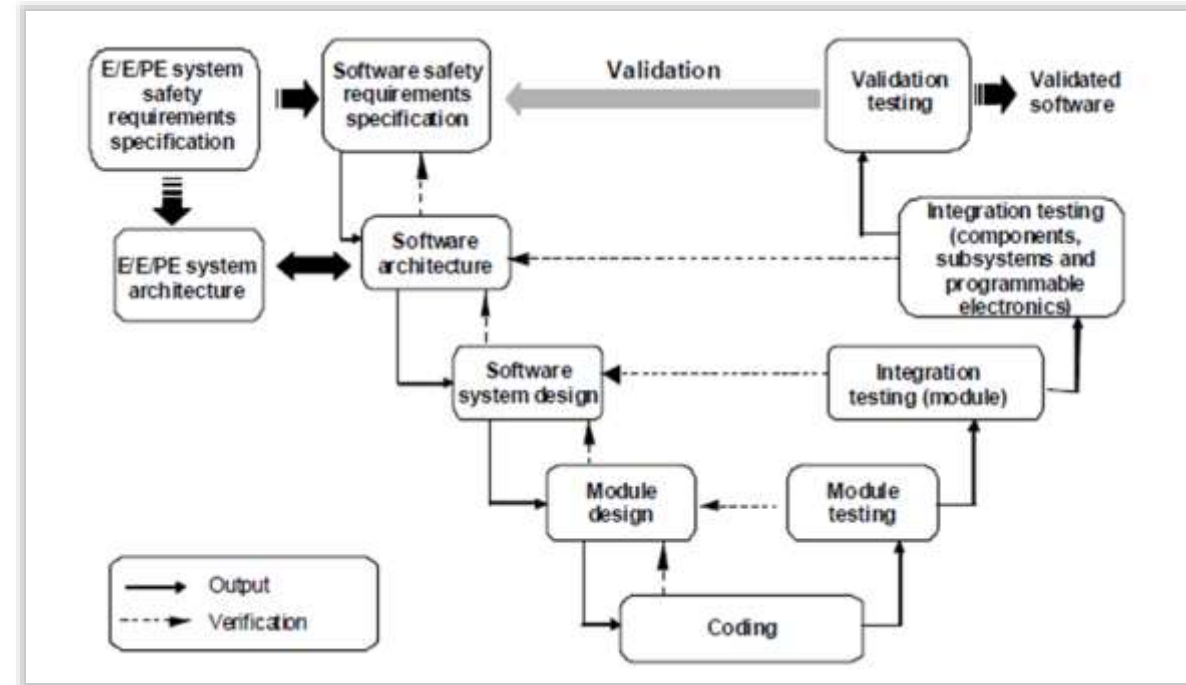 E/E/PE system
safety
requirements
specification
Software safety
requirements
specification
Validation
Validation
testing
Validated
software
E/E/PE system
architecture
Software
architecture
Integration testing
(components,
subsystems and
programmable
electronics)
Software
system design
Integration
testing (module)
Module
design
Module
testing
Coding
Output
Verification